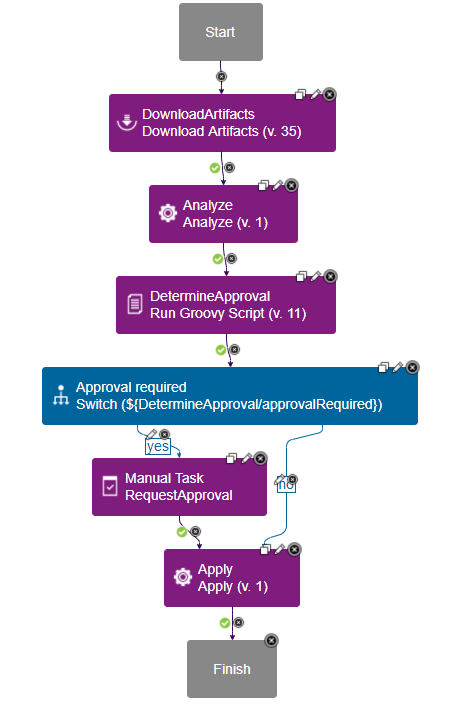 Start
DownloadArtifacts
Download Artifacts (v. 35)
Analyze
Analyze (v. 1)
DetermineApproval
Run Groovy Script (v. 11)
Approval required
Switch (${DetermineApproval/approvalRequired})
yes
Manual Task
RequestApproval
no
Apply
Apply (v. 1)
Finish